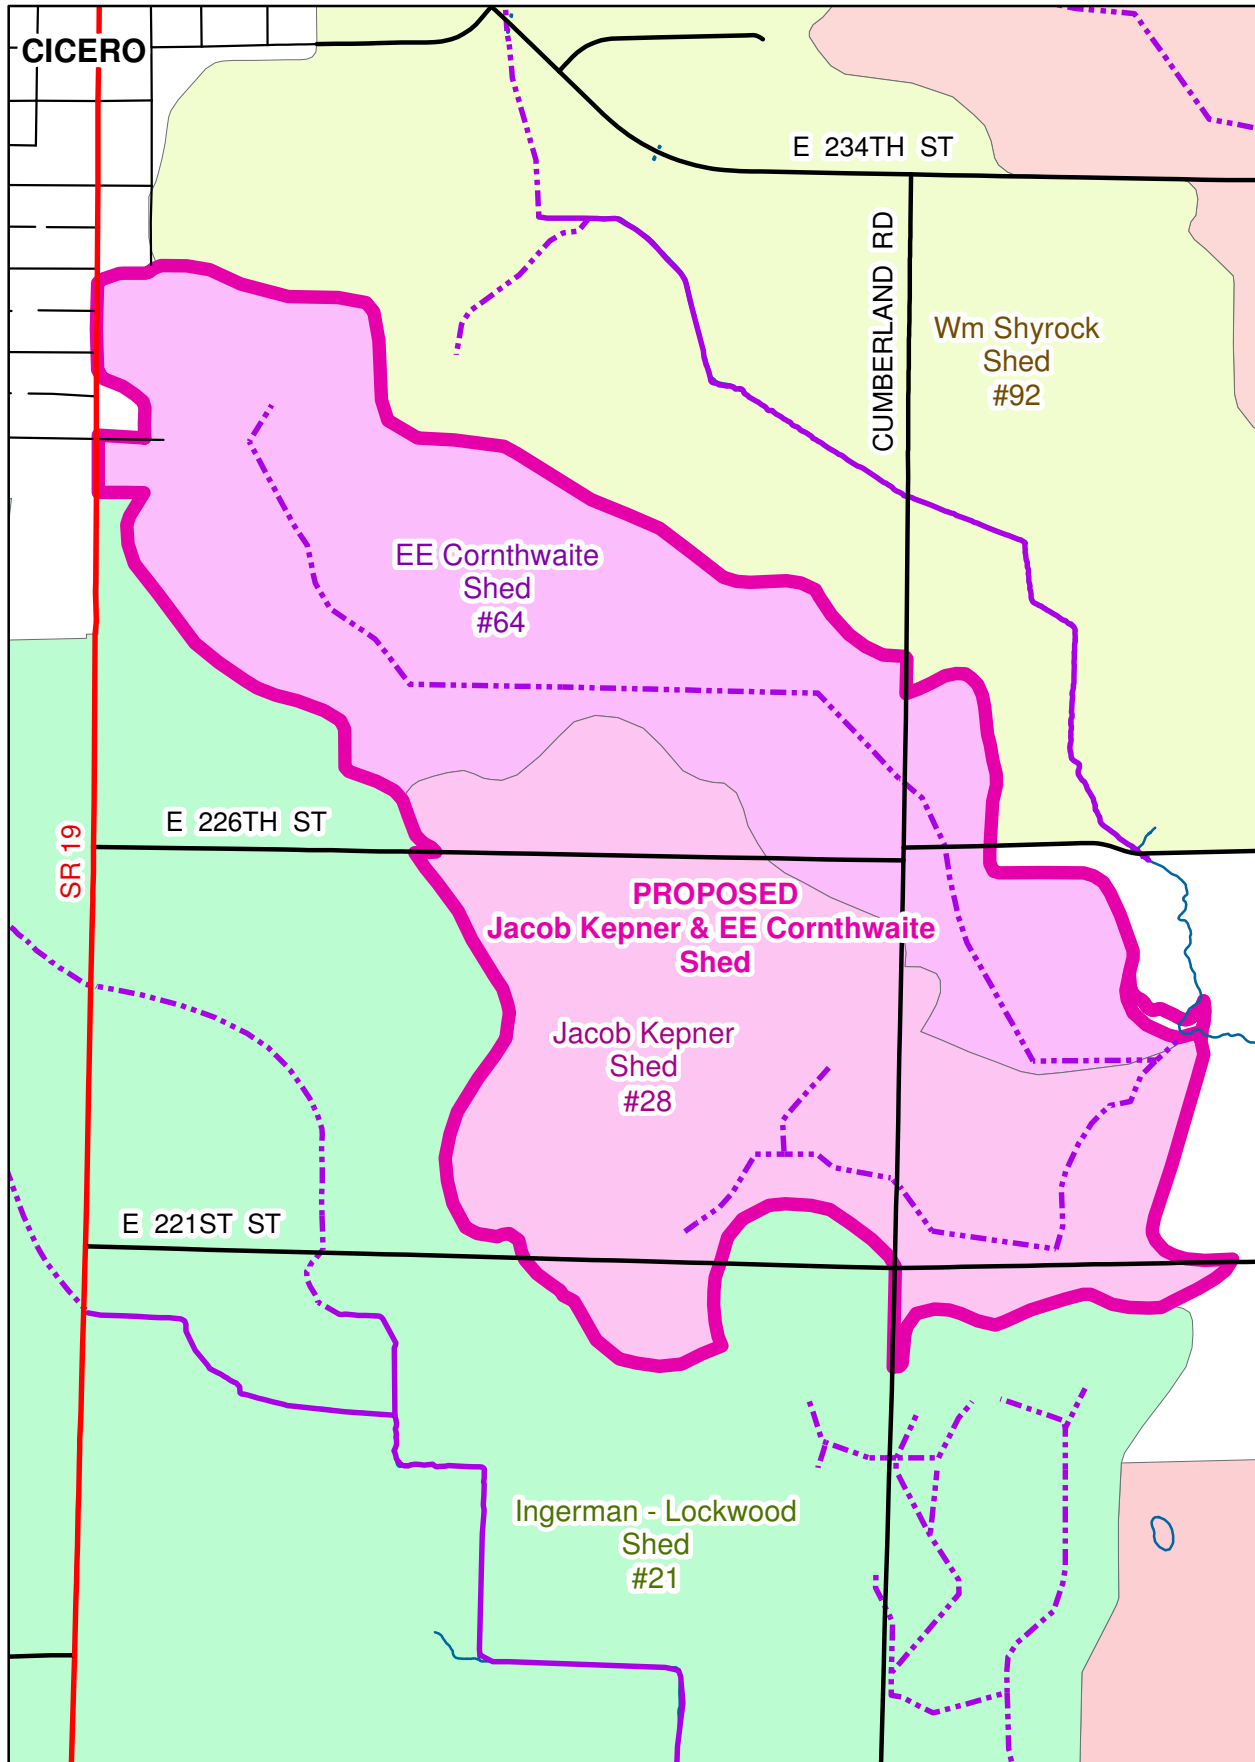 CICERO
E 234TH ST
CUMBERLAND RD
Wm Shyrock
Shed
#92
EE Cornthwaite
Shed
#64
E 226TH ST
SR 19
PROPOSED
Jacob Kepner & EE Cornthwaite
Shed
Jacob Kepner
Shed
#28
E 221ST ST
Ingerman - Lockwood
Shed
#21